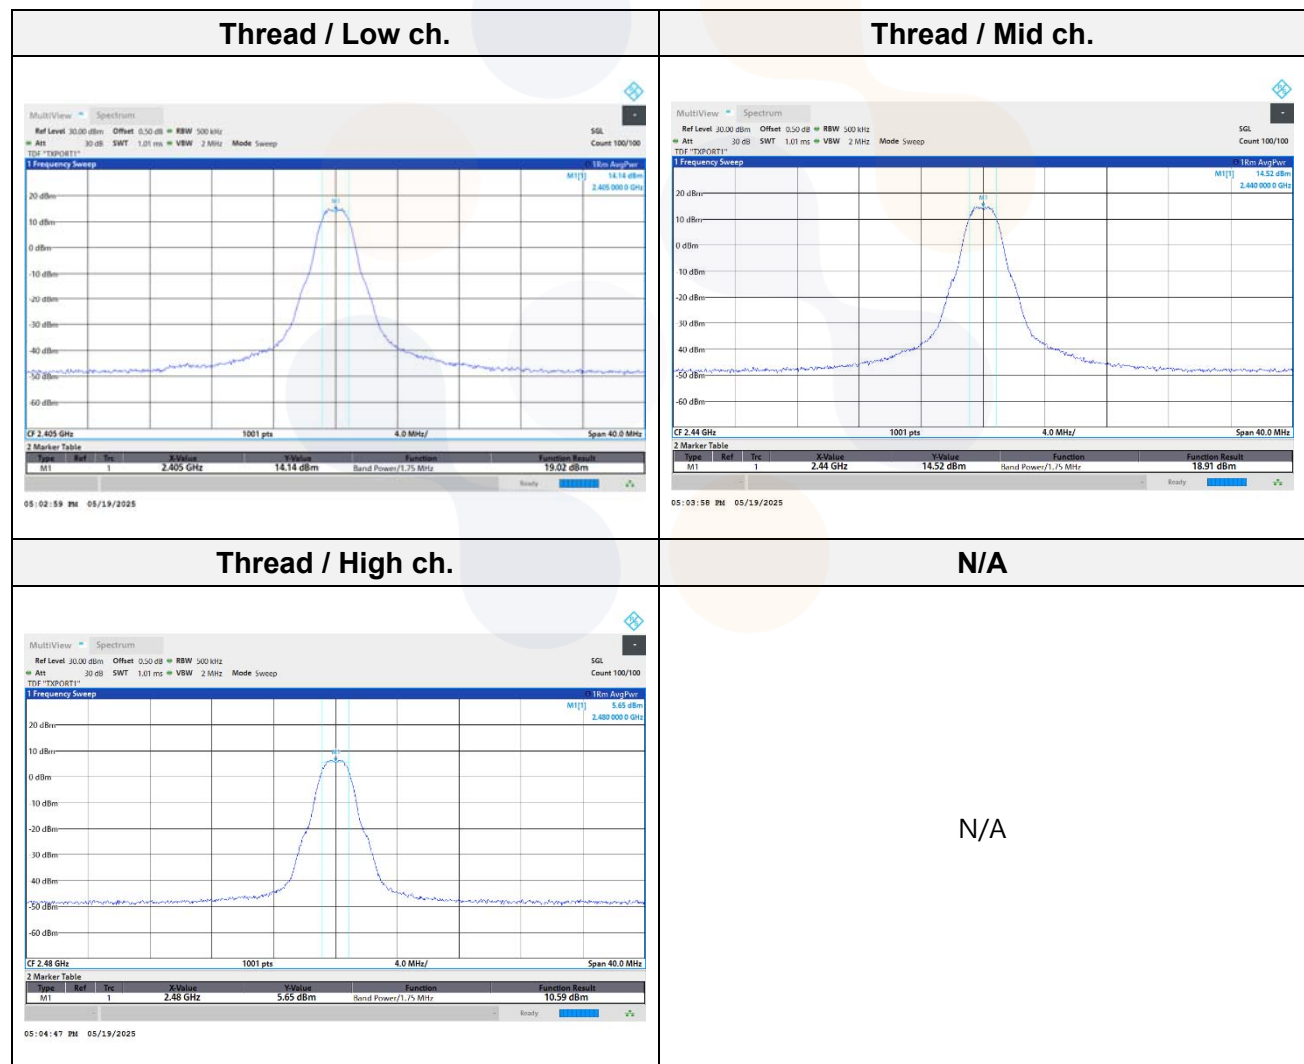 Thread / Low ch.
Thread / Mid ch.
MultiView Spectrum
Ref Level 30.00 dBm Offset 0.50 dB RBW 500 kHz SGL
Att 30 dB SWT 1.01 ms VBW 2 MHz Mode Sweep Count 100/100
TDF "TXPORT1"
1 Frequency Sweep 1Rm AvgPwr
M1[1] 14.14 dBm
2.405 000 0 GHz
M1
20 dBm
10 dBm
0 dBm
-10 dBm
-20 dBm
-30 dBm
-40 dBm
-50 dBm
-60 dBm
CF 2.405 GHz 1001 pts 4.0 MHz/ Span 40.0 MHz
2 Marker Table
Type Ref Trc X-Value Y-Value Function Function Result
M1 1 2.405 GHz 14.14 dBm Band Power/1.75 MHz 19.02 dBm
Ready
05:02:59 PM 05/19/2025
MultiView Spectrum
Ref Level 30.00 dBm Offset 0.50 dB RBW 500 kHz SGL
Att 30 dB SWT 1.01 ms VBW 2 MHz Mode Sweep Count 100/100
TDF "TXPORT1"
1 Frequency Sweep 1Rm AvgPwr
M1[1] 14.52 dBm
2.440 000 0 GHz
M1
20 dBm
10 dBm
0 dBm
-10 dBm
-20 dBm
-30 dBm
-40 dBm
-50 dBm
-60 dBm
CF 2.44 GHz 1001 pts 4.0 MHz/ Span 40.0 MHz
2 Marker Table
Type Ref Trc X-Value Y-Value Function Function Result
M1 1 2.44 GHz 14.52 dBm Band Power/1.75 MHz 18.91 dBm
Ready
05:03:58 PM 05/19/2025
Thread / High ch.
N/A
MultiView Spectrum
Ref Level 30.00 dBm Offset 0.50 dB RBW 500 kHz SGL
Att 30 dB SWT 1.01 ms VBW 2 MHz Mode Sweep Count 100/100
TDF "TXPORT1"
1 Frequency Sweep 1Rm AvgPwr
M1[1] 5.65 dBm
2.480 000 0 GHz
M1
20 dBm
10 dBm
0 dBm
-10 dBm
-20 dBm
-30 dBm
-40 dBm
-50 dBm
-60 dBm
CF 2.48 GHz 1001 pts 4.0 MHz/ Span 40.0 MHz
2 Marker Table
Type Ref Trc X-Value Y-Value Function Function Result
M1 1 2.48 GHz 5.65 dBm Band Power/1.75 MHz 10.59 dBm
Ready
05:04:47 PM 05/19/2025
N/A